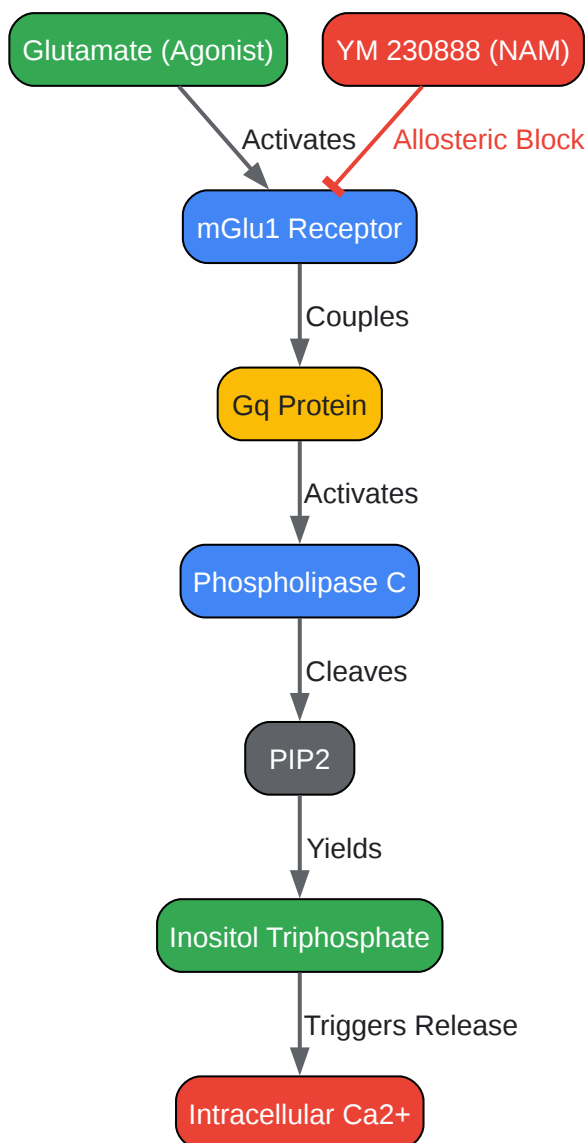 Glutamate (Agonist)
YM 230888 (NAM)
Activates
Allosteric Block
mGlu1 Receptor
Couples
Gq Protein
Activates
Phospholipase C
Cleaves
PIP2
Yields
Inositol Triphosphate
Triggers Release
Intracellular Ca2+